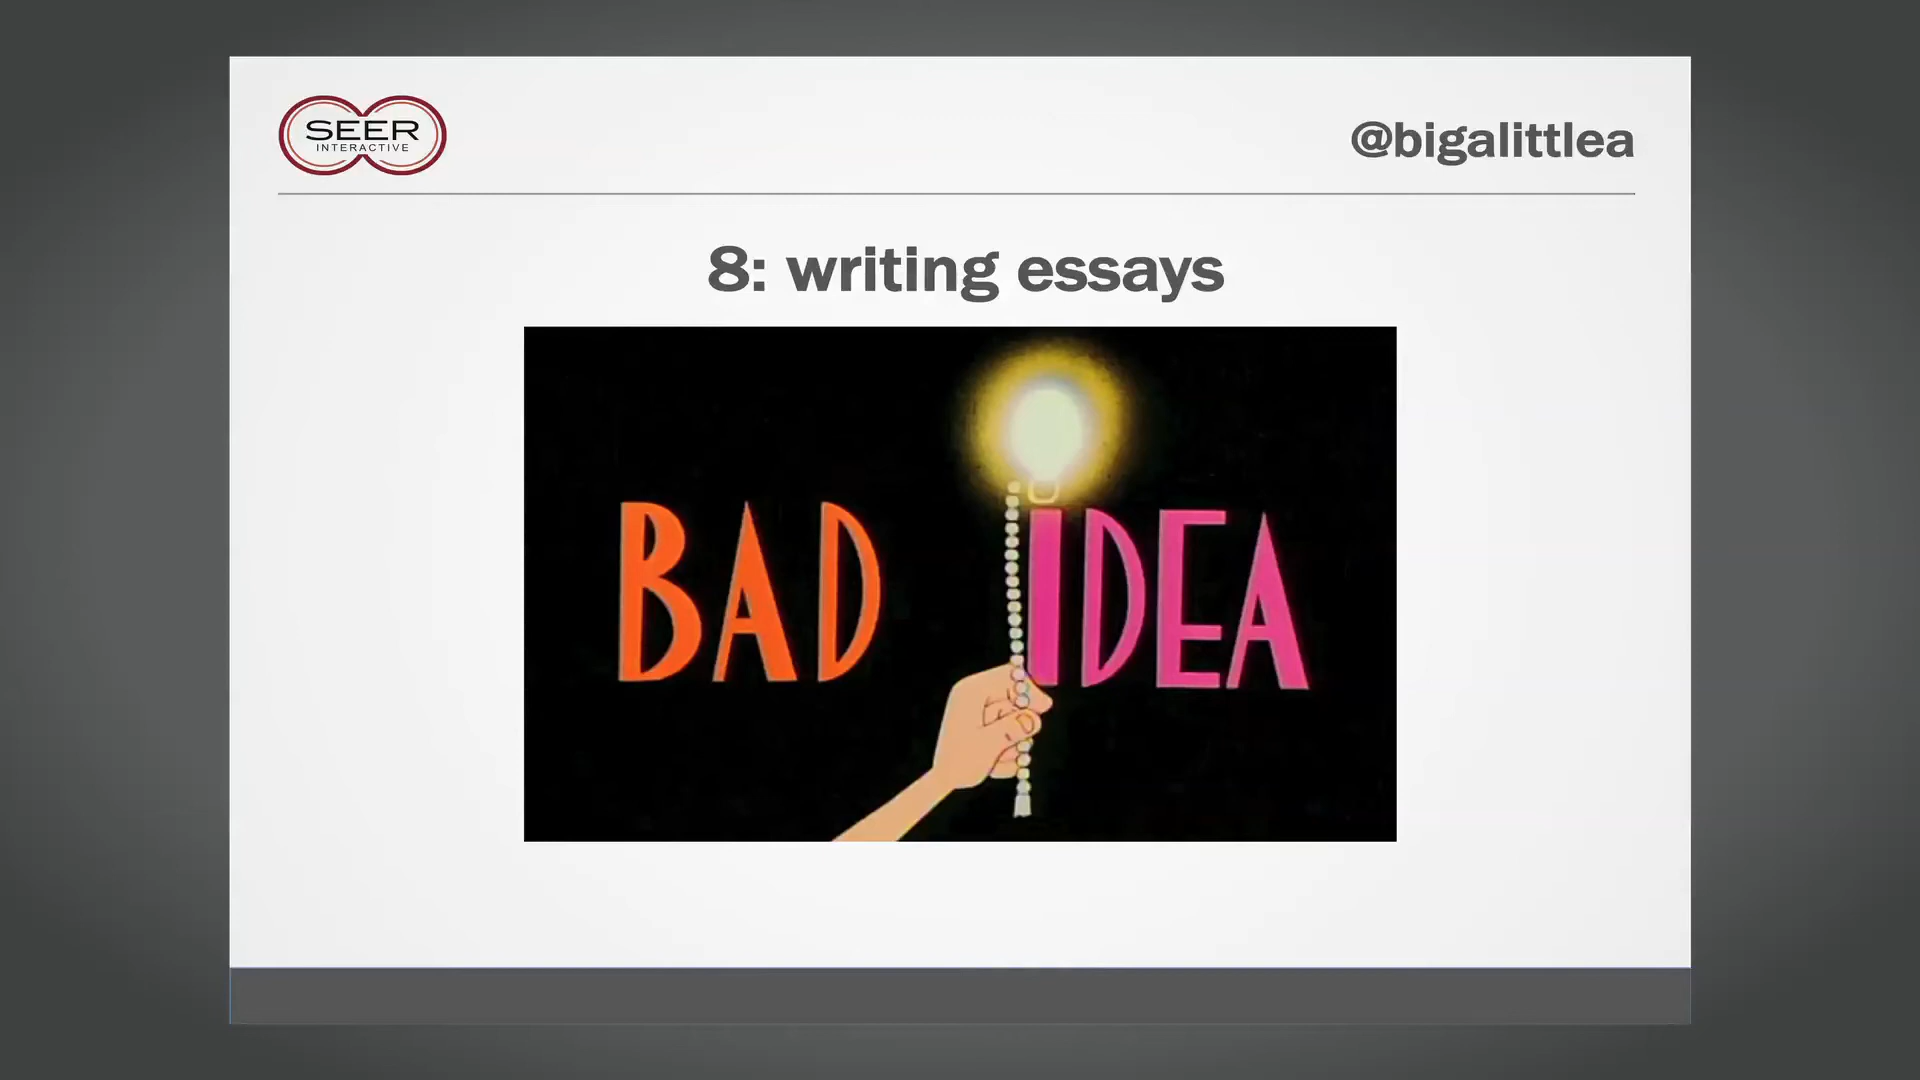 SEER
INTERACTIVE
@bigalittlea
8: writing essays
BAD IDEA